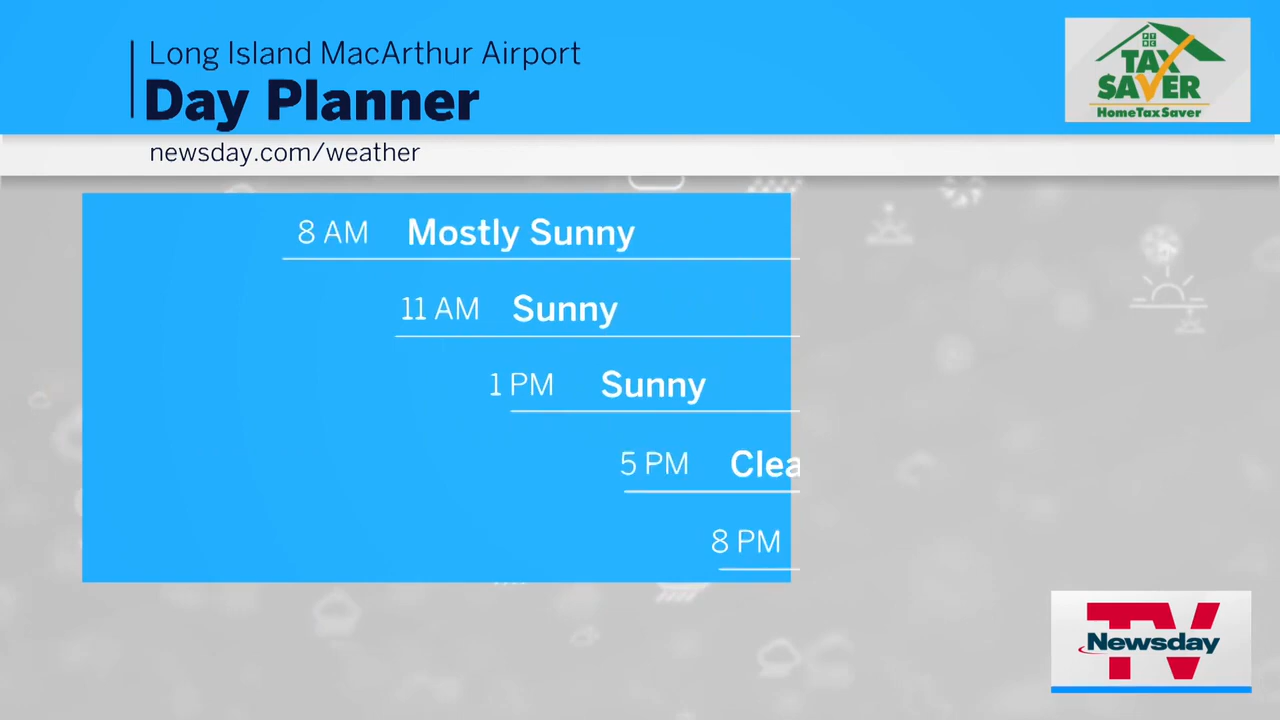 Long Island MacArthur Airport
Day Planner
newsday.com/weather
TAX
SAVER
HomeTaxSaver
8 AM Mostly Sunny
11 AM Sunny
1 PM Sunny
5 PM Clea
8 PM
TV
Newsday